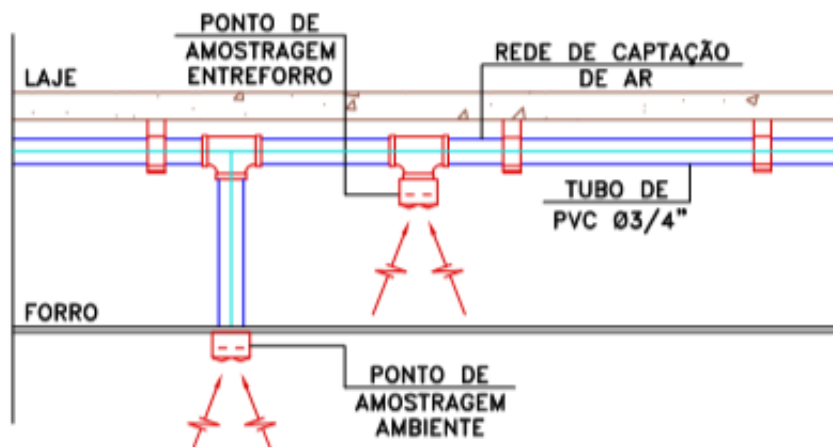 PONTO DE
AMOSTRAGEM
ENTREFORRO
REDE DE CAPTAÇÃO
DE AR
LAJE
TUBO DE
PVC Ø3/4"
FORRO
PONTO DE
AMOSTRAGEM
AMBIENTE